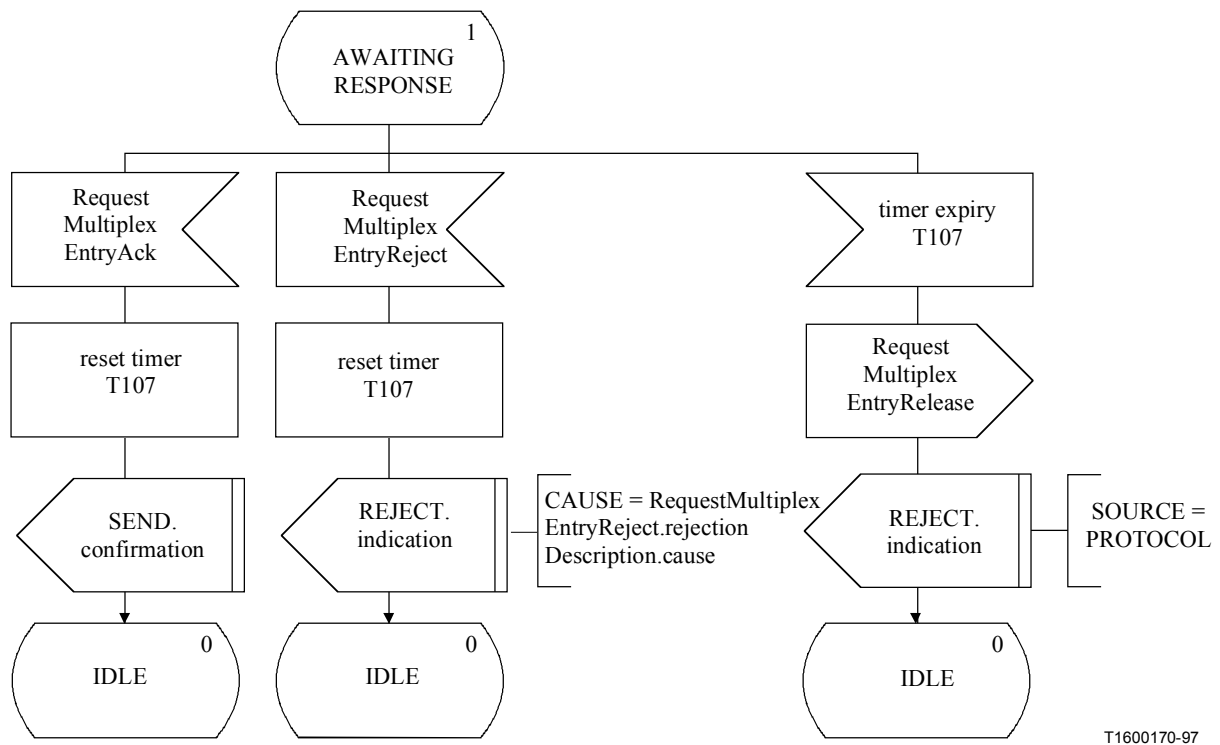 1
AWAITING
RESPONSE
Request
Multiplex
EntryAck
Request
Multiplex
EntryReject
timer expiry
T107
reset timer
T107
reset timer
T107
Request
Multiplex
EntryRelease
SEND.
confirmation
REJECT.
indication
CAUSE = RequestMultiplex
EntryReject.rejection
Description.cause
REJECT.
indication
SOURCE =
PROTOCOL
0
IDLE
0
IDLE
0
IDLE
T1600170-97